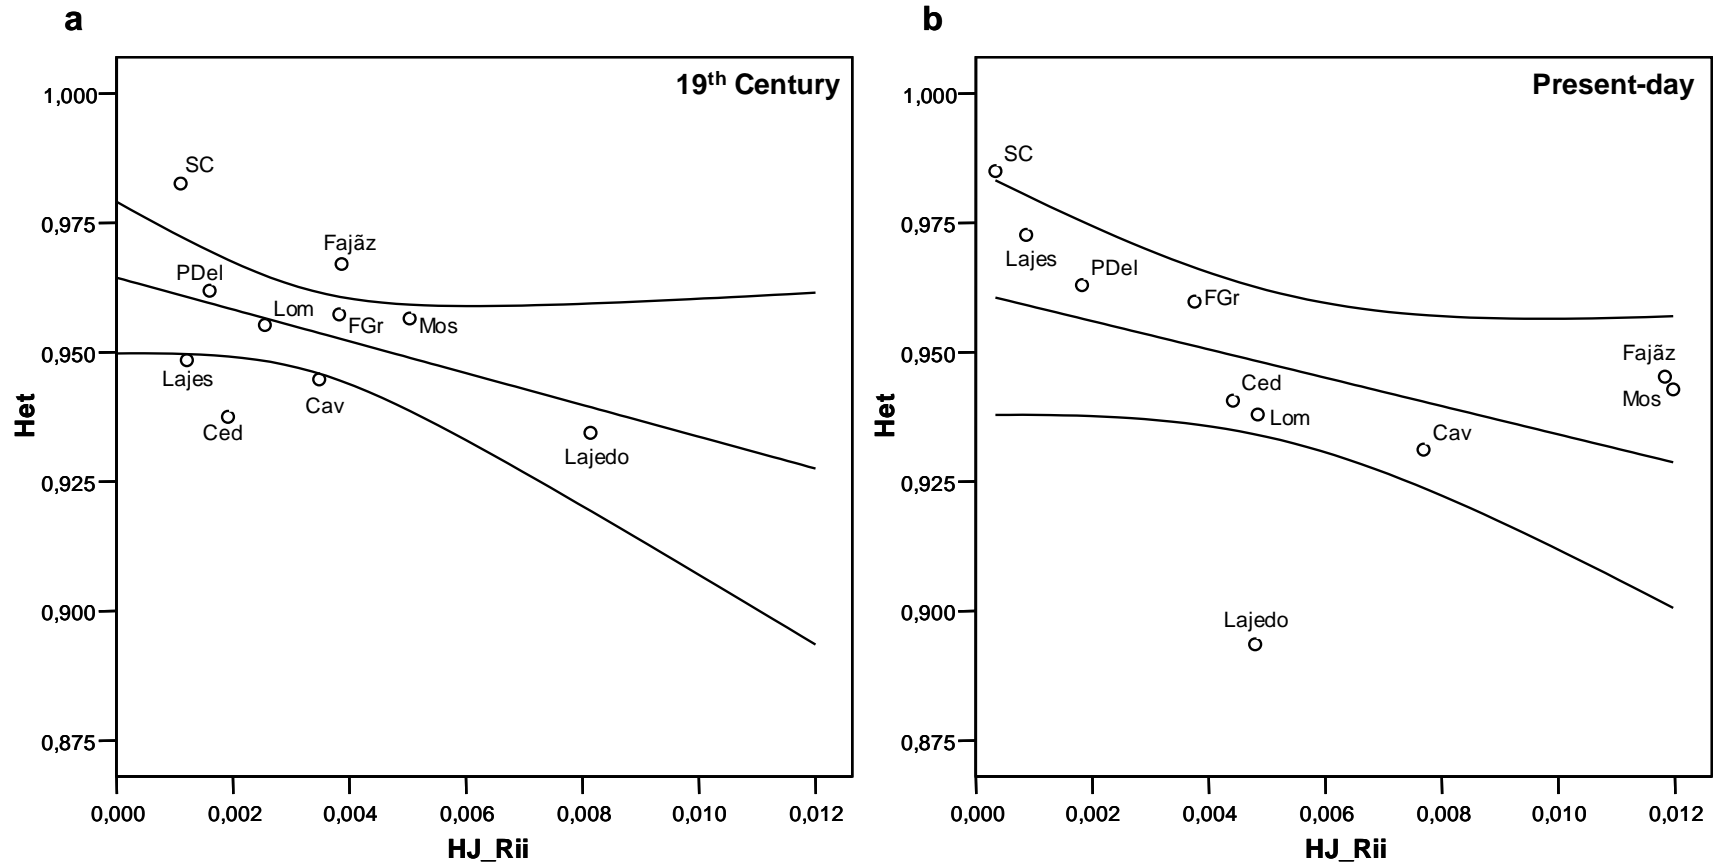 a
19th Century
1,000
0,975
0,950
0,925
0,900
0,875
Het
SC
Fajãz
PDel
Lom
FGr
Mos
Lajes
Cav
Ced
Lajedo
0,000 0,002 0,004 0,006 0,008 0,010 0,012
HJ_Rii
b
Present-day
1,000
0,975
0,950
0,925
0,900
0,875
Het
SC
Lajes
PDel
FGr
Fajãz
Ced
Mos
Lom
Cav
Lajedo
0,000 0,002 0,004 0,006 0,008 0,010 0,012
HJ_Rii